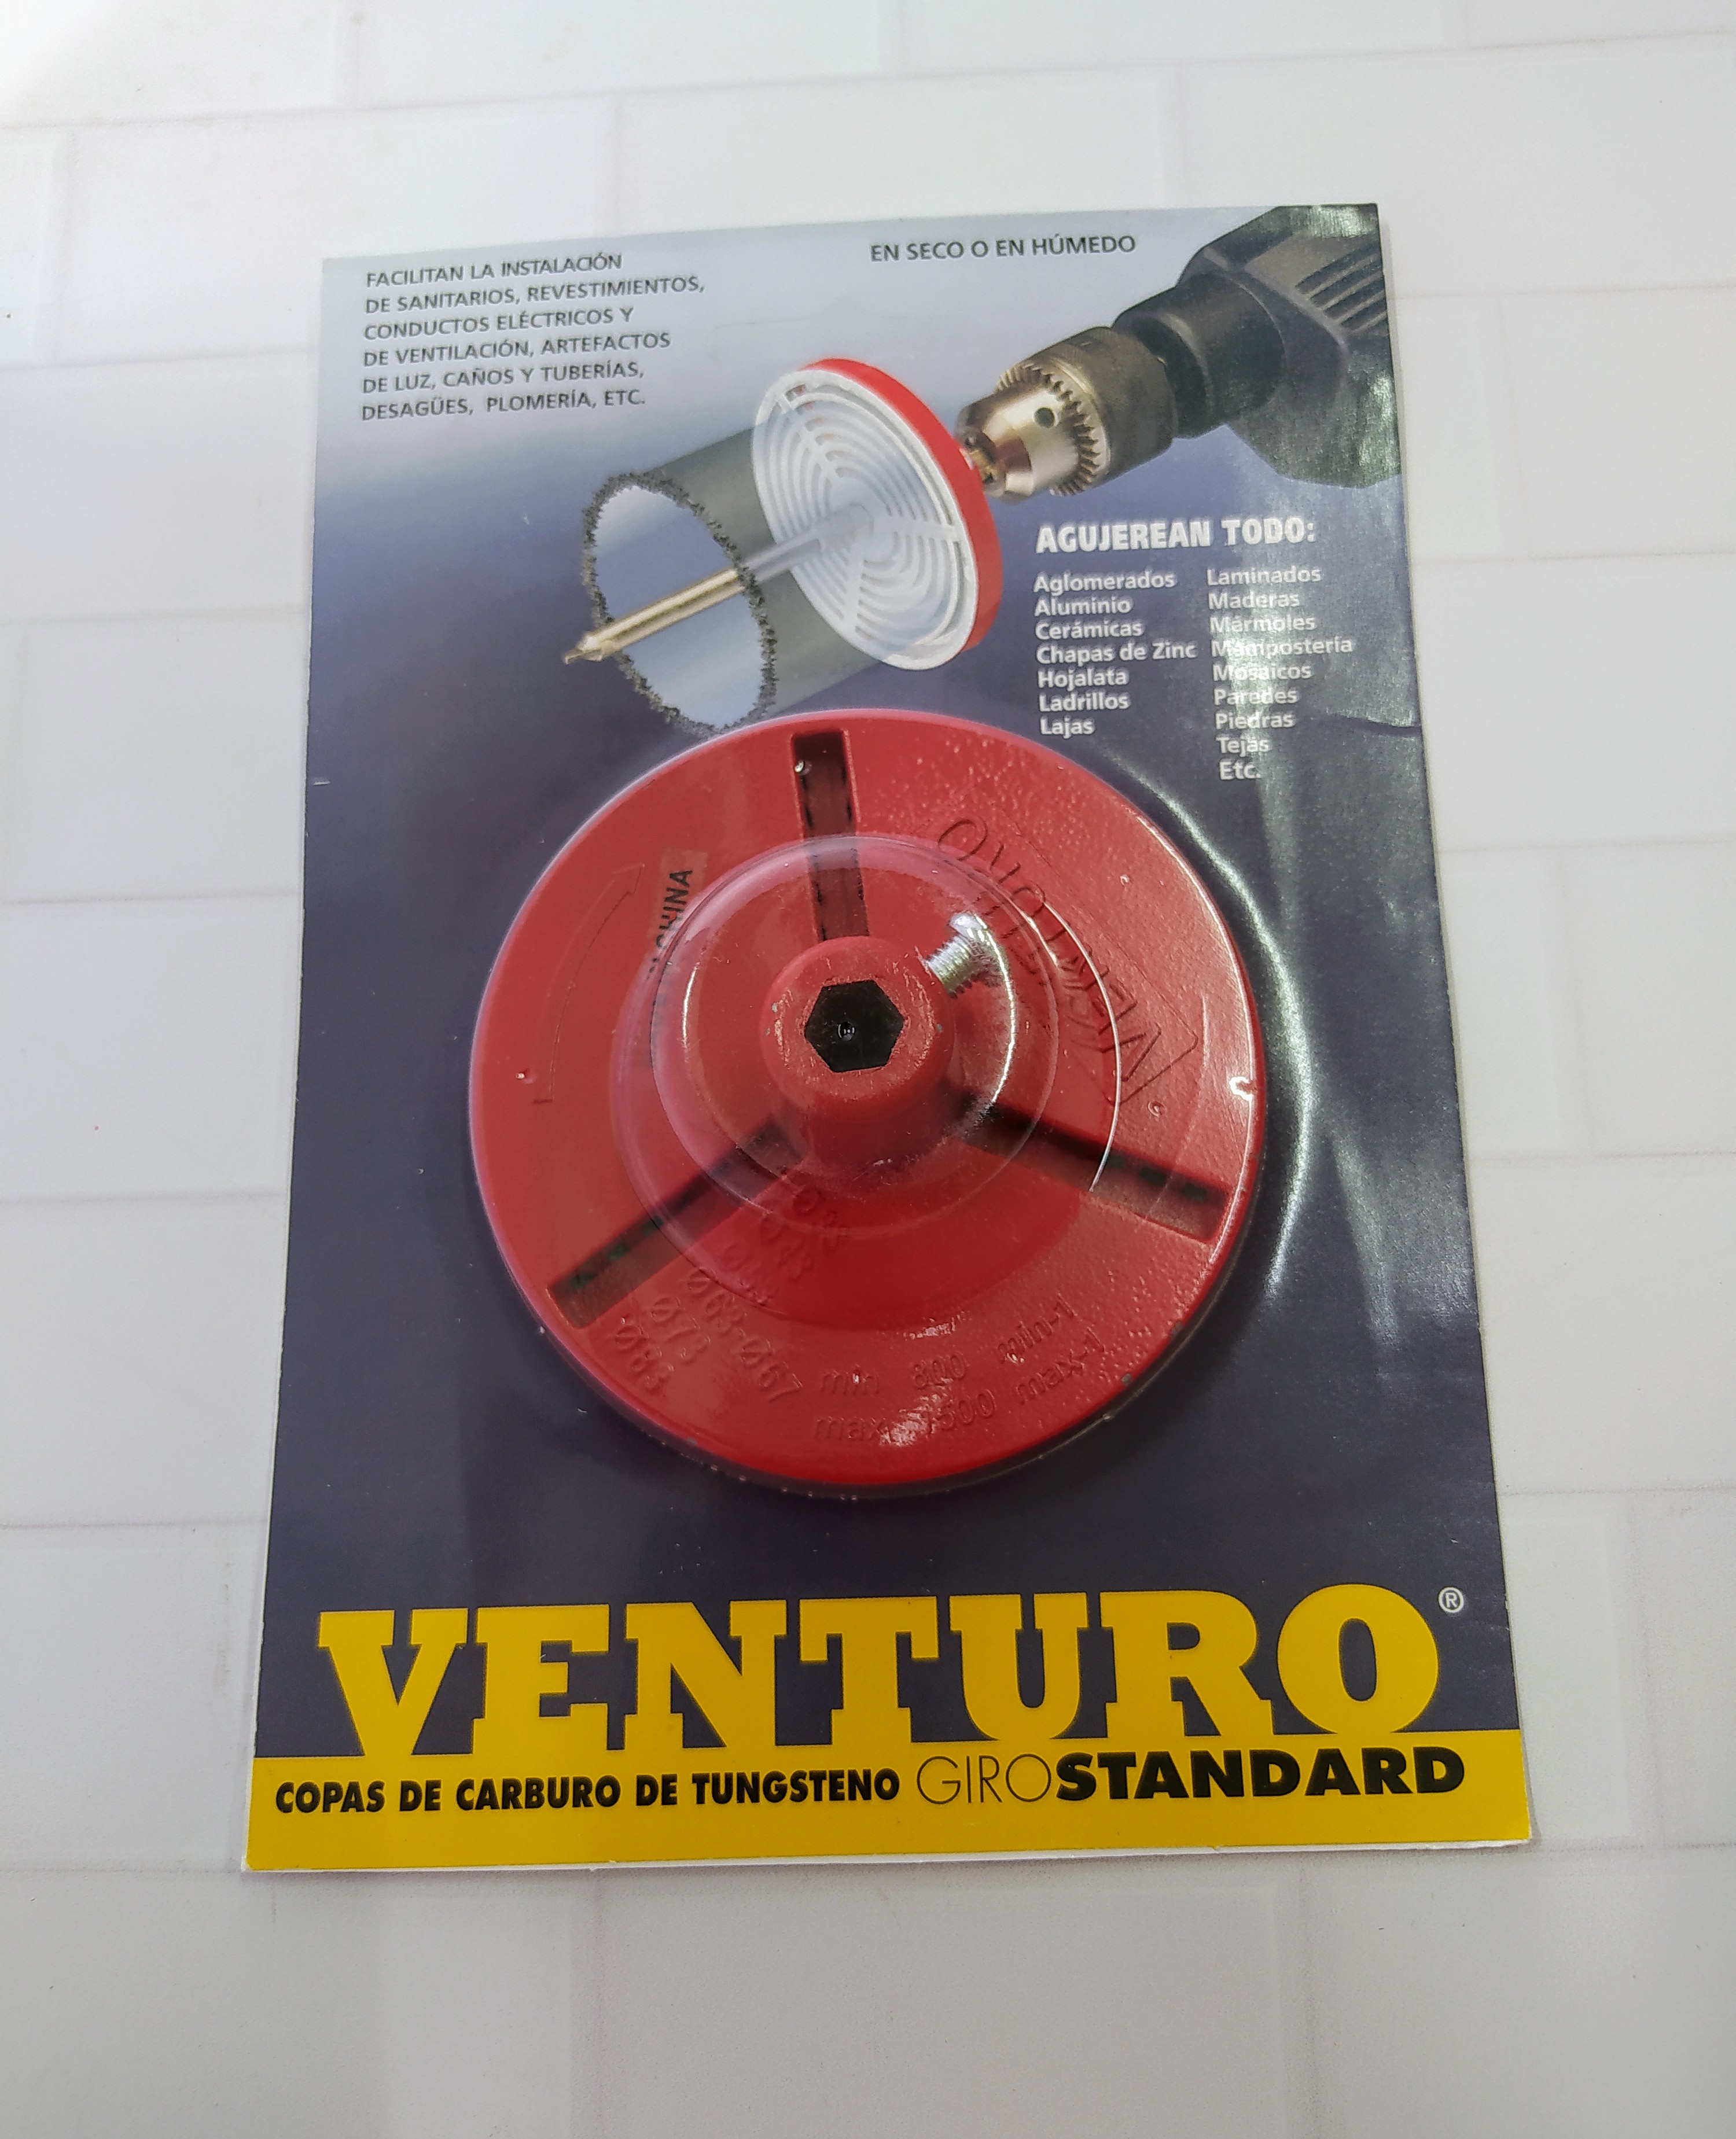 FACILITAN LA INSTALACIÓN
DE SANITARIOS, REVESTIMIENTOS,
CONDUCTOS ELÉCTRICOS Y
DE VENTILACIÓN, ARTEFACTOS
DE LUZ, CAÑOS Y TUBERÍAS,
DESAGÜES, PLOMERÍA, ETC.
EN SECO O EN HÚMEDO
AGUJEREAN TODO:
Aglomerados
Aluminio
Cerámicas
Chapas de Zinc
Hojalata
Ladrillos
Lajas
Laminados
Maderas
Mármoles
Mampostería
Mosaicos
Paredes
Piedras
Tejas
Etc.
CHINA
VENTURO
Ø63-Ø67
Ø73
Ø83
min 800 min-1
max. 7500 max-1
VENTURO®
COPAS DE CARBURO DE TUNGSTENO GIROSTANDARD